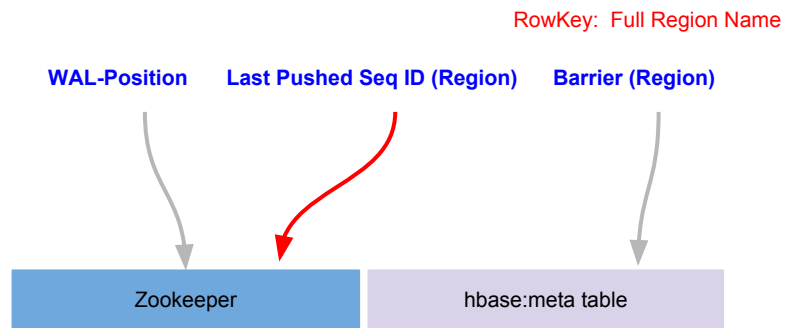 RowKey: Full Region Name
WAL-Position Last Pushed Seq ID (Region) Barrier (Region)
Zookeeper hbase:meta table